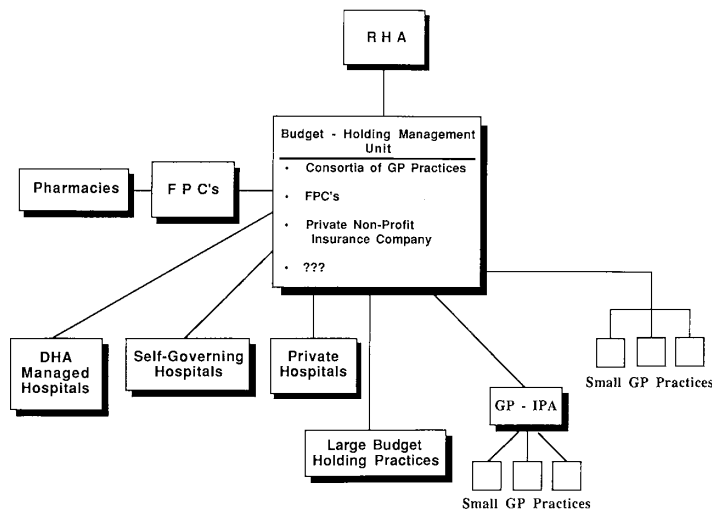 R H A
Budget - Holding Management
Unit
• Consortia of GP Practices
• FPC's
• Private Non-Profit
Insurance Company
• ???
Pharmacies
F P C's
DHA
Managed
Hospitals
Self-Governing
Hospitals
Private
Hospitals
Large Budget
Holding Practices
GP - IPA
Small GP Practices
Small GP Practices